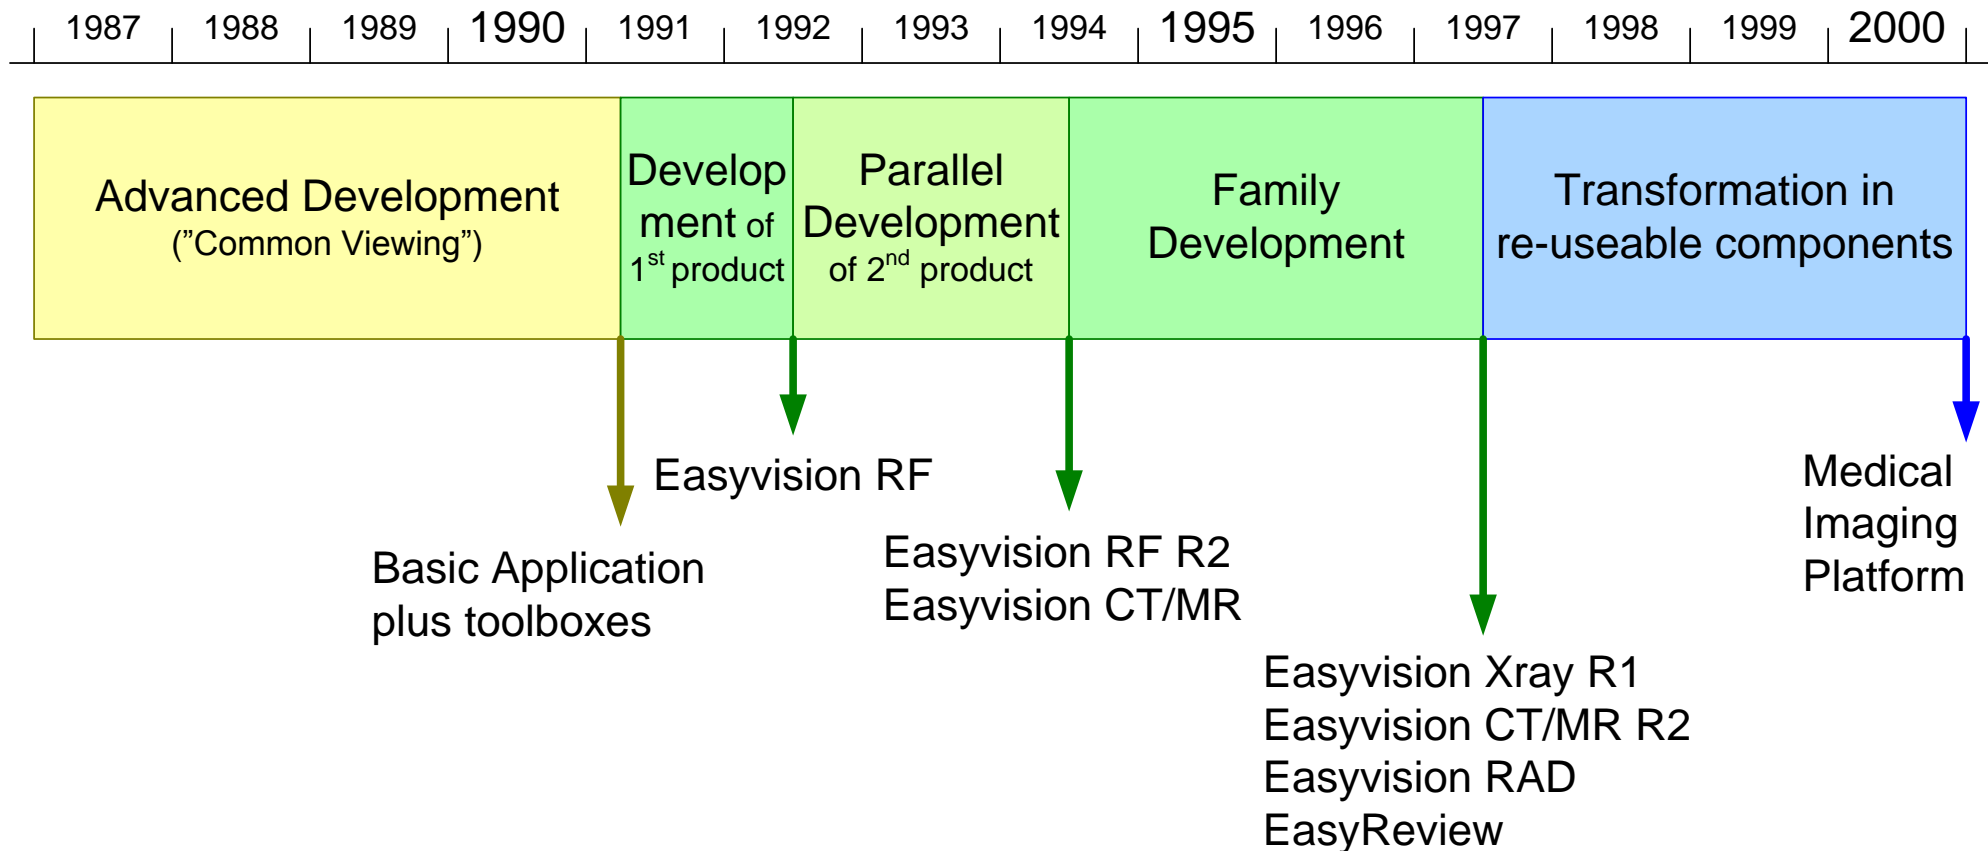 1987 1988 1989 1990 1991 1992 1993 1994 1995 1996 1997 1998 1999 2000
Advanced Development
(”Common Viewing”)
Develop
ment of
1st product
Parallel
Development
of 2nd product
Family
Development
Transformation in
re-useable components
Basic Application
plus toolboxes
Easyvision RF
Easyvision RF R2
Easyvision CT/MR
Easyvision Xray R1
Easyvision CT/MR R2
Easyvision RAD
EasyReview
Medical
Imaging
Platform